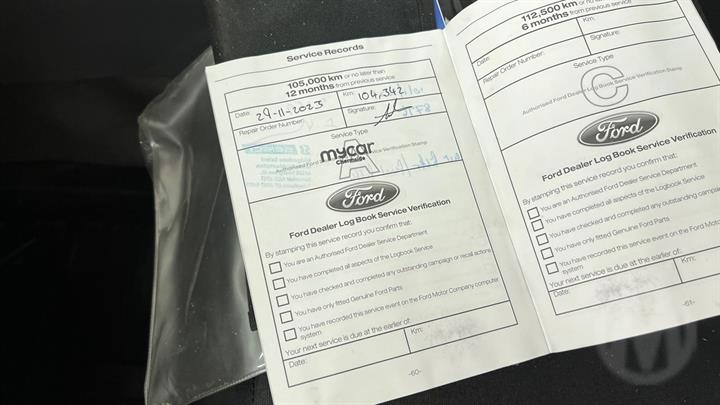 Service Records
105,000 km or no later than
12 months from previous service
Date: 29-11-2023
Km: 104,342
Repair Order Number:
Signature:
Service Type
Authorised Ford Dealer Log Book Service Verification Stamp
A
mycar
Chermside
Ford
Ford Dealer Log Book Service Verification
By stamping this service record you confirm that:
You are an Authorised Ford Dealer Service Department
You have completed all aspects of the Logbook Service
You have checked and completed any outstanding campaign or recall actions
You have only fitted Genuine Ford Parts
You have recorded this service event on the Ford Motor Company computer
system
Your next service is due at the earlier of:
Date:
Km:
-60-
112,500 km or no
6 months from previous service
Date:
Km:
Repair Order Number:
Signature:
Service Type
C
Authorised Ford Dealer Log Book Service Verification Stamp
Ford
Ford Dealer Log Book Service Verification
By stamping this service record you confirm that:
You are an Authorised Ford Dealer Service Department
You have completed all aspects of the Logbook Service
You have checked and completed any outstanding campaign
You have only fitted Genuine Ford Parts
You have recorded this service event on the Ford Motor
system
Your next service is due at the earlier of:
Date:
Km:
-61-